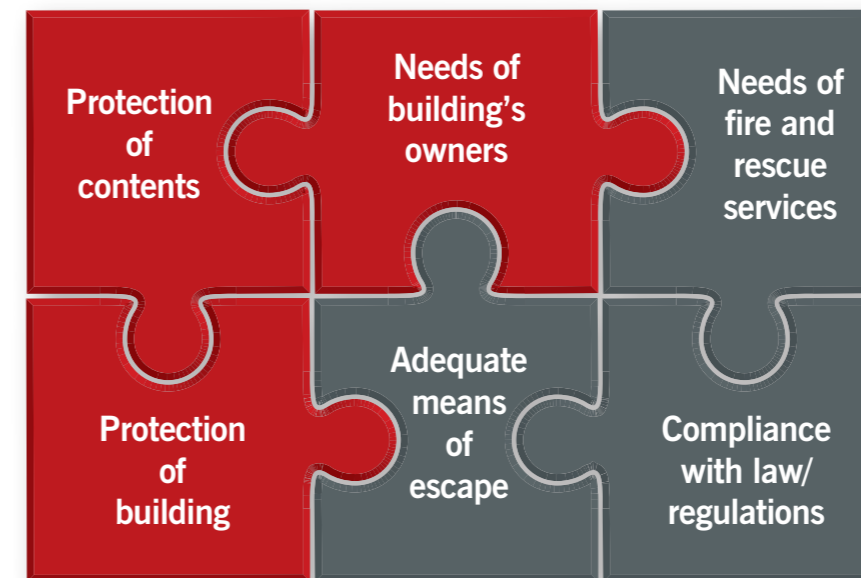 Protection
of
contents
Needs of
building’s
owners
Needs of
fire and
rescue
services
Protection
of
building
Adequate
means
of
escape
Compliance
with law/
regulations